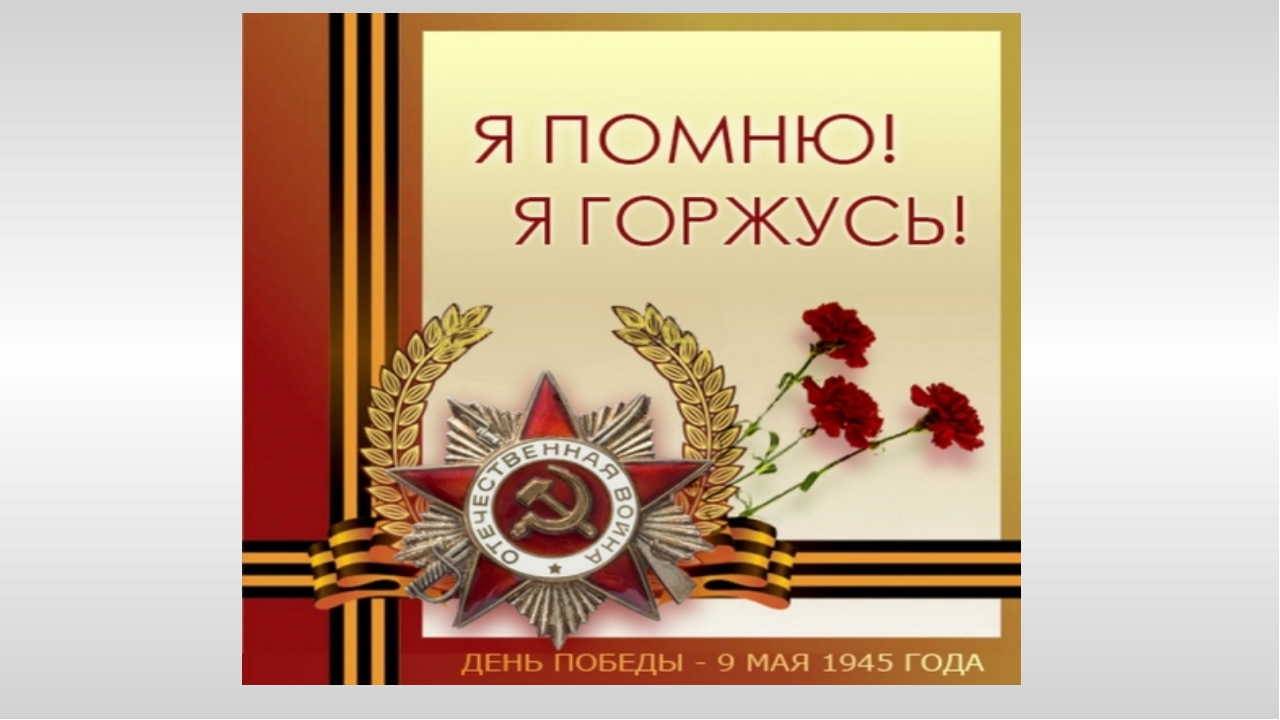 Я ПОМНЮ!
Я ГОРЖУСЬ!
ОТЕЧЕСТВЕННАЯ ВОЙНА
ДЕНЬ ПОБЕДЫ - 9 МАЯ 1945 ГОДА